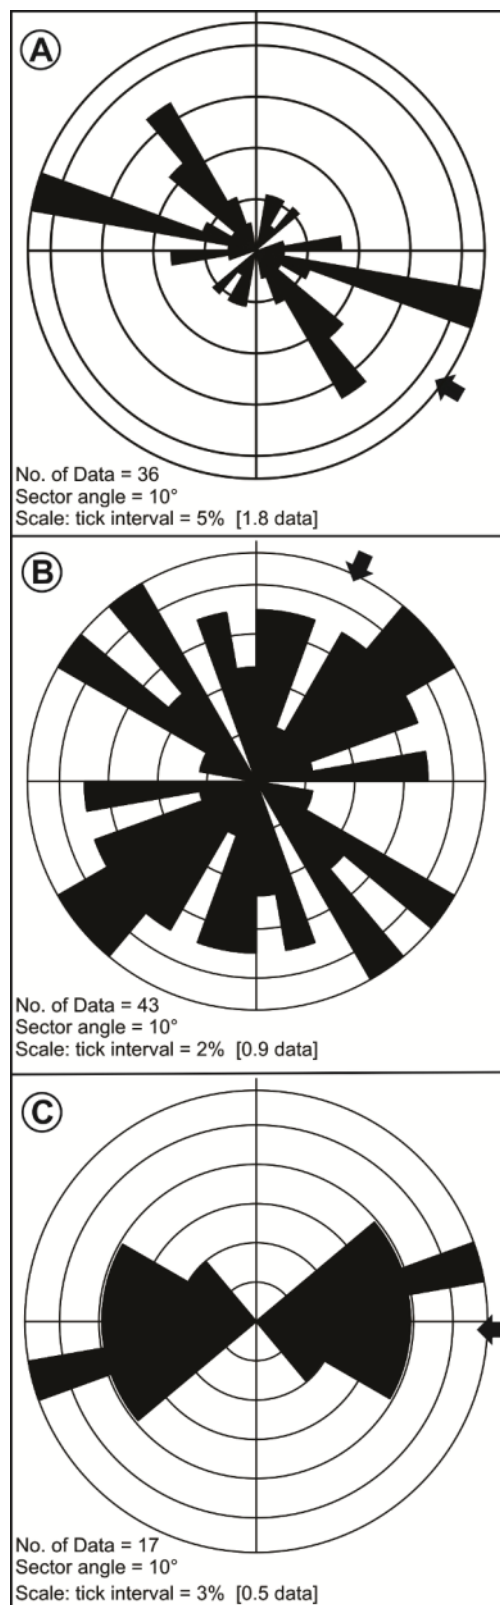 A
No. of Data = 36
Sector angle = 10°
Scale: tick interval = 5% [1.8 data]
B
No. of Data = 43
Sector angle = 10°
Scale: tick interval = 2% [0.9 data]
C
No. of Data = 17
Sector angle = 10°
Scale: tick interval = 3% [0.5 data]